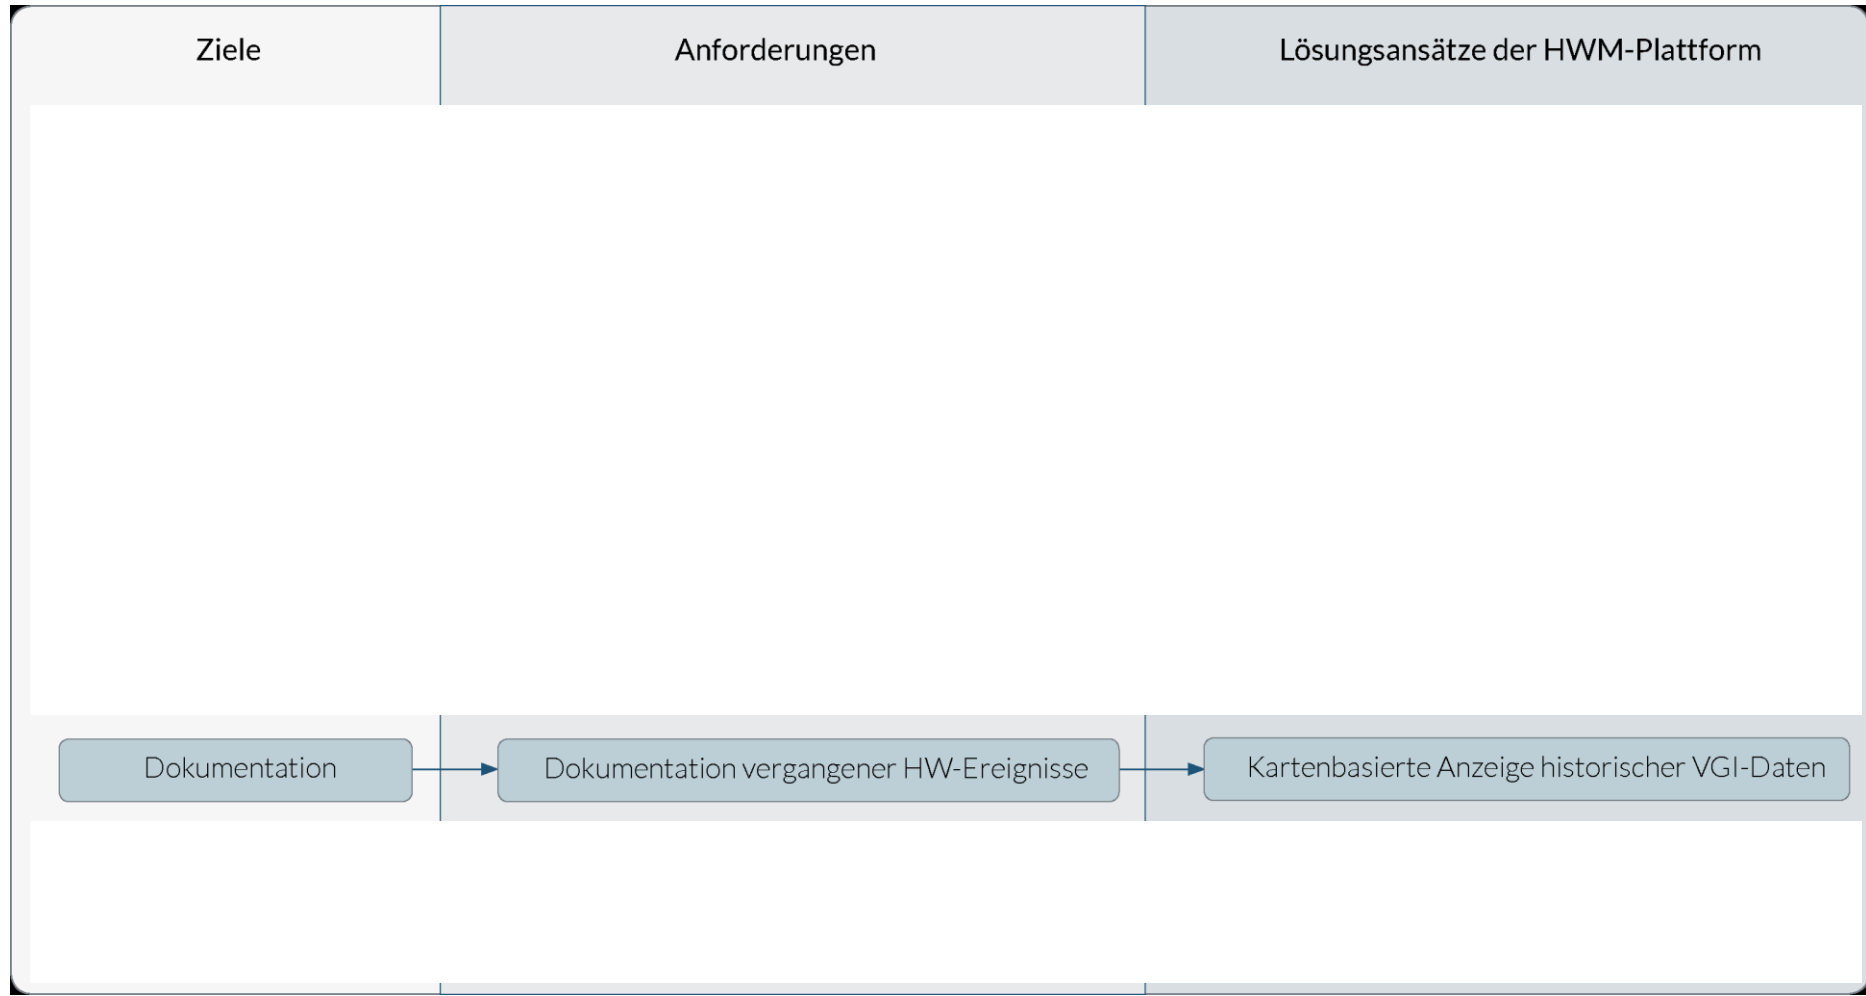 Ziele
Anforderungen
Lösungsansätze der HWM-Plattform
Dokumentation
Dokumentation vergangener HW-Ereignisse
Kartenbasierte Anzeige historischer VGI-Daten